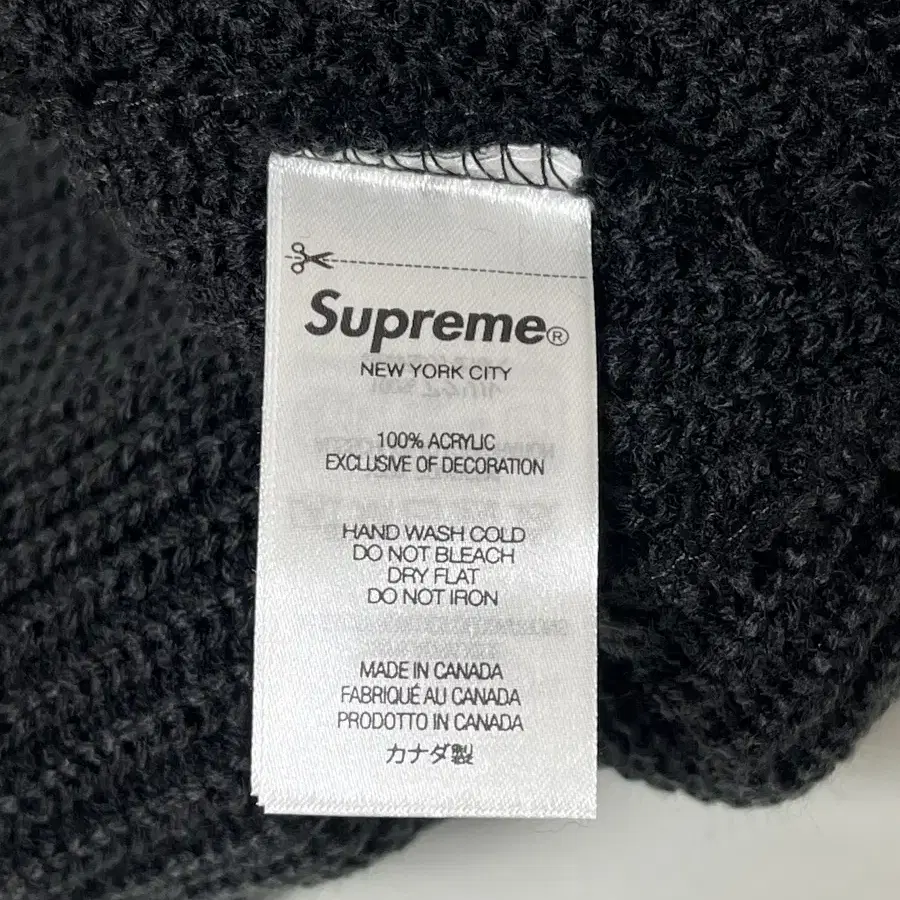 Supreme®
NEW YORK CITY
100% ACRYLIC
EXCLUSIVE OF DECORATION
HAND WASH COLD
DO NOT BLEACH
DRY FLAT
DO NOT IRON
MADE IN CANADA
FABRIQUÉ AU CANADA
PRODOTTO IN CANADA
カナダ製